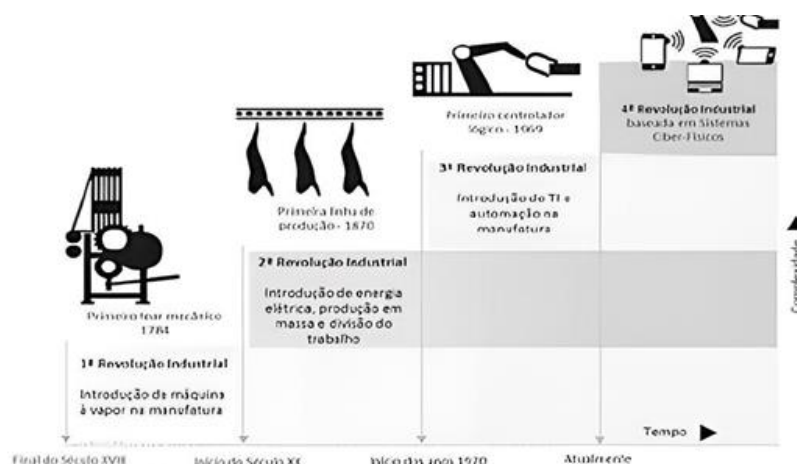 Primeiro tear mecânico
1784
1ª Revolução Industrial
Introdução de máquina
à vapor na manufatura
Final do Século XVIII
Primeira linha de
produção - 1870
2ª Revolução Industrial
Introdução de energia
elétrica, produção em
massa e divisão do
trabalho
Início do Século XX
Primeiro controlador
lógico - 1969
3ª Revolução Industrial
Introdução de TI e
automação na
manufatura
Início dos anos 1970
4ª Revolução Industrial
baseada em Sistemas
Ciber-Físicos
Atualmente
Tempo
Complexidade